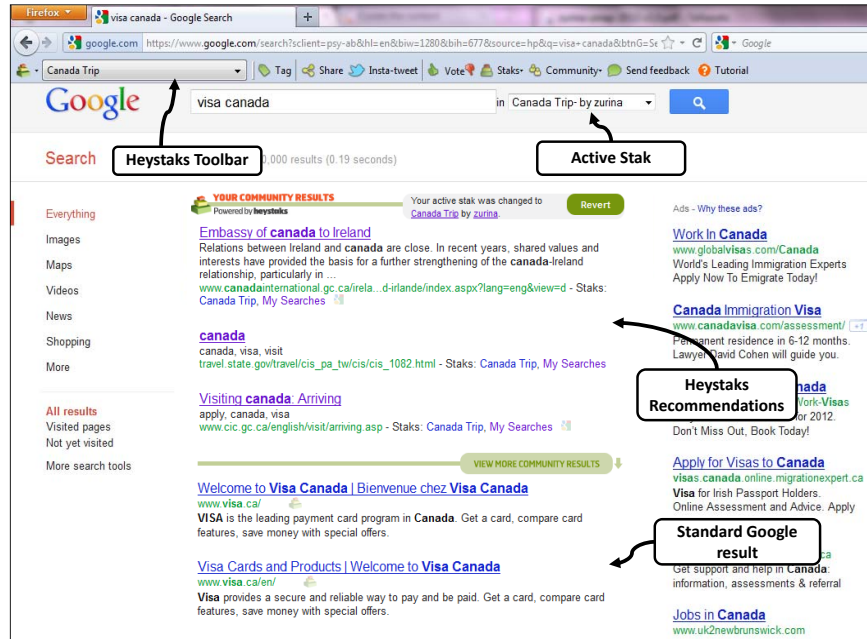 Firefox
visa canada - Google Search
+
google.com https://www.google.com/search?sclient=psy-ab&hl=en&biw=1280&bih=677&source=hp&q=visa+canada&btnG=Se
Google
Canada Trip
Tag
Share
Insta-tweet
Vote
Staks
Community
Send feedback
Tutorial
Google
visa canada
in
Canada Trip- by zurina
Heystaks Toolbar
Active Stak
Search
0,000 results (0.19 seconds)
Everything
Images
Maps
Videos
News
Shopping
More
All results
Visited pages
Not yet visited
More search tools
YOUR COMMUNITY RESULTS
Powered by heystaks
Your active stak was changed to
Canada Trip by zurina.
Revert
Embassy of canada to Ireland
Relations between Ireland and canada are close. In recent years, shared values and
interests have provided the basis for a further strengthening of the canada-Ireland
relationship, particularly in ...
www.canadainternational.gc.ca/irela...d-irlande/index.aspx?lang=eng&view=d - Staks:
Canada Trip, My Searches
canada
canada, visa, visit
travel.state.gov/travel/cis_pa_tw/cis/cis_1082.html - Staks: Canada Trip, My Searches
Visiting canada: Arriving
apply, canada, visa
www.cic.gc.ca/english/visit/arriving.asp - Staks: Canada Trip, My Searches
VIEW MORE COMMUNITY RESULTS
Welcome to Visa Canada | Bienvenue chez Visa Canada
www.visa.ca/
VISA is the leading payment card program in Canada. Get a card, compare card
features, save money with special offers.
Visa Cards and Products | Welcome to Visa Canada
www.visa.ca/en/
Visa provides a secure and reliable way to pay and be paid. Get a card, compare card
features, save money with special offers.
Heystaks
Recommendations
Standard Google
result
Ads - Why these ads?
Work In Canada
www.globalvisas.com/Canada
World's Leading Immigration Experts
Apply Now To Emigrate Today!
Canada Immigration Visa
www.canadavisa.com/assessment/
+1
Permanent residence in 6-12 months.
Lawyer David Cohen will guide you.
nada
Work-Visas
for 2012.
Don't Miss Out, Book Today!
Apply for Visas to Canada
visas.canada.online.migrationexpert.ca
Visa for Irish Passport Holders.
Online Assessment and Advice. Apply
ca
Get support and help in Canada:
information, assessments & referral
Jobs in Canada
www.uk2newbrunswick.com